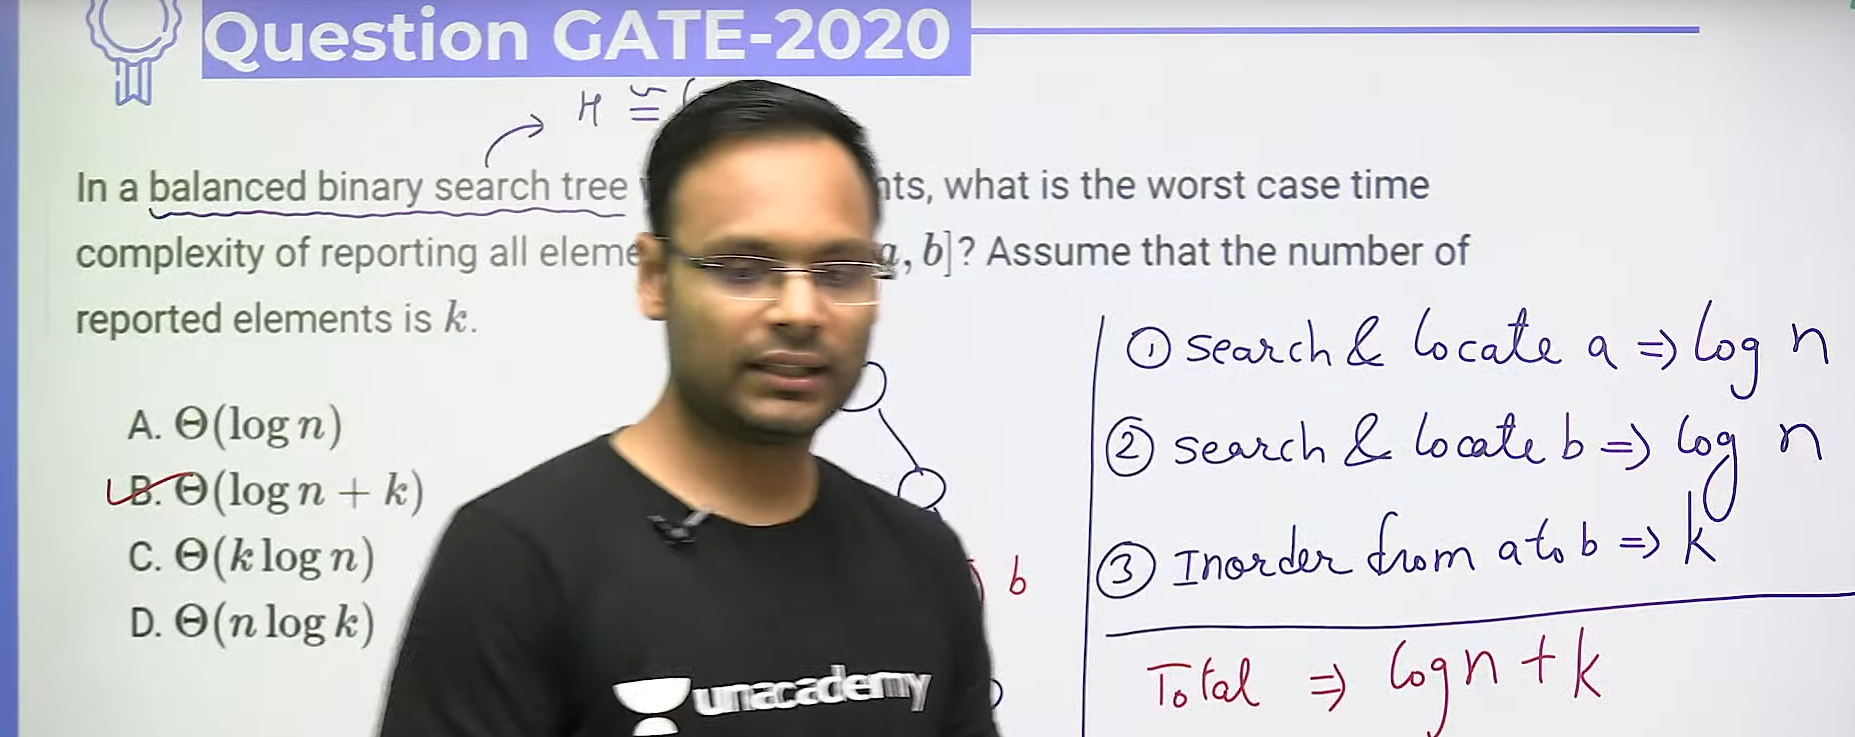 Question GATE-2020
H ≅
In a balanced binary search tree nts, what is the worst case time
complexity of reporting all eleme a, b]? Assume that the number of
reported elements is k.
A. Θ(log n)
B. Θ(log n + k)
C. Θ(k log n)
D. Θ(n log k)
b
① search & locate a => log n
② search & locate b => log n
③ Inorder from a to b => k
Total => log n + k
unacademy